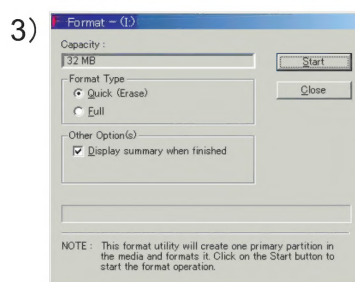 3)
Format - (I:)
Capacity :
32 MB
Start
Format Type
Quick (Erase)
Close
Full
Other Option(s)
Display summary when finished
NOTE : This format utility will create one primary partition in
the media and formats it. Click on the Start button to
start the format operation.